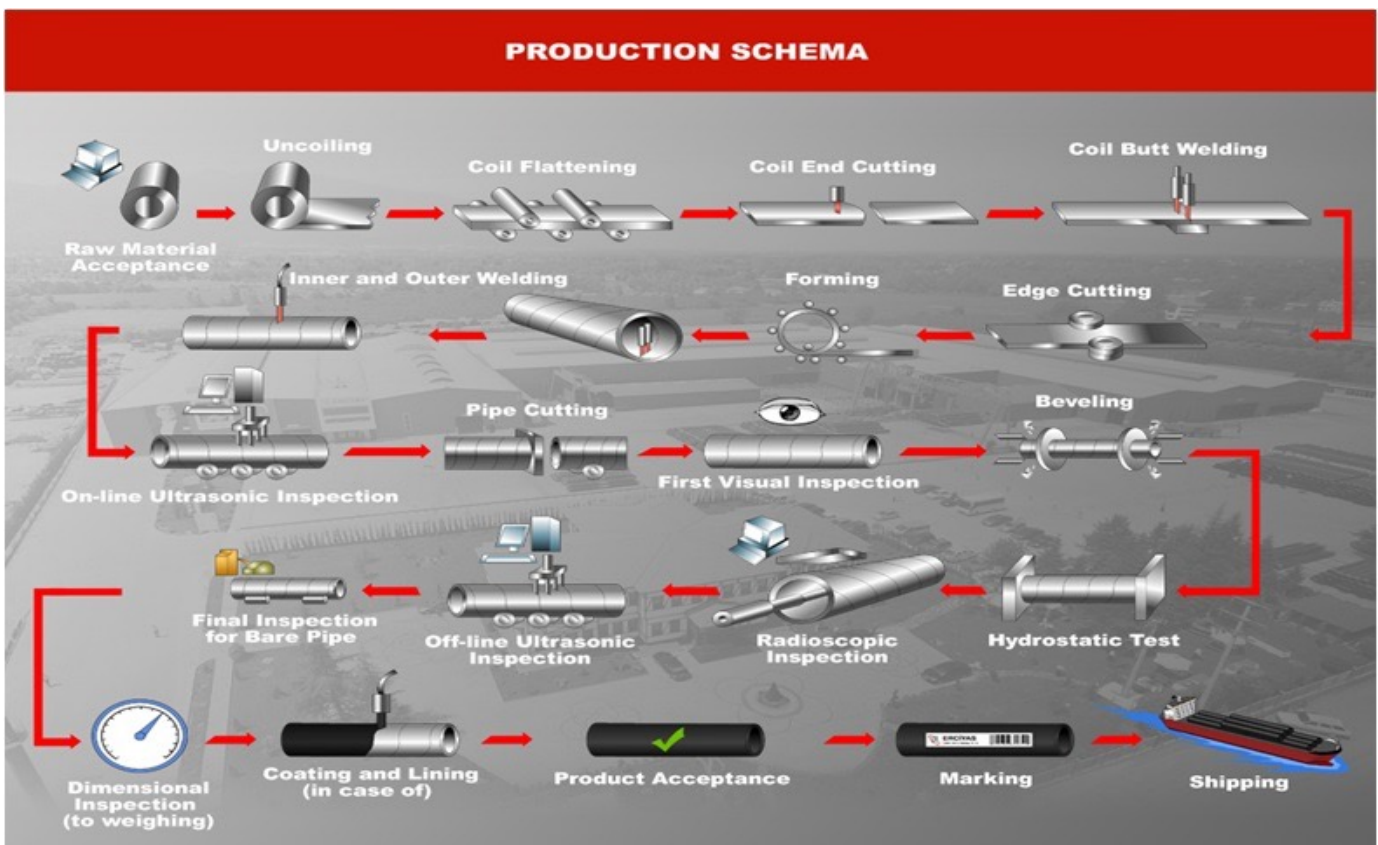 PRODUCTION SCHEMA
Uncoiling
Coil Flattening
Coil End Cutting
Coil Butt Welding
Raw Material
Acceptance
Inner and Outer Welding
Forming
Edge Cutting
Pipe Cutting
Beveling
On-line Ultrasonic Inspection
First Visual Inspection
Final Inspection
for Bare Pipe
Off-line Ultrasonic
Inspection
Radioscopic
Inspection
Hydrostatic Test
Dimensional
Inspection
(to weighing)
Coating and Lining
(in case of)
Product Acceptance
ERCİYAS
Marking
Shipping